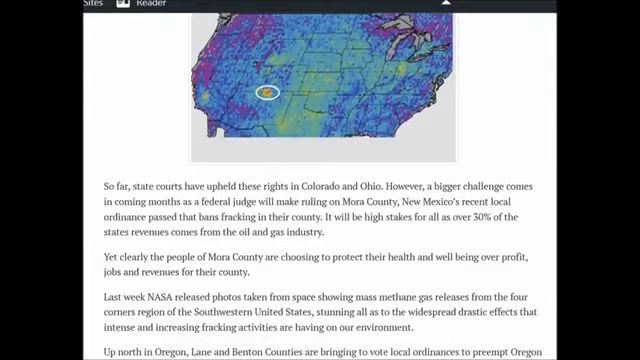 Sites Reader
So far, state courts have upheld these rights in Colorado and Ohio. However, a bigger challenge comes
in coming months as a federal judge will make ruling on Mora County, New Mexico's recent local
ordinance passed that bans fracking in their county. It will be high stakes for all as over 30% of the
states revenues comes from the oil and gas industry.
Yet clearly the people of Mora County are choosing to protect their health and well being over profit,
jobs and revenues for their county.
Last week NASA released photos taken from space showing mass methane gas releases from the four
corners region of the Southwestern United States, stunning all as to the widespread drastic effects that
intense and increasing fracking activities are having on our environment.
Up north in Oregon, Lane and Benton Counties are bringing to vote local ordinances to preempt Oregon